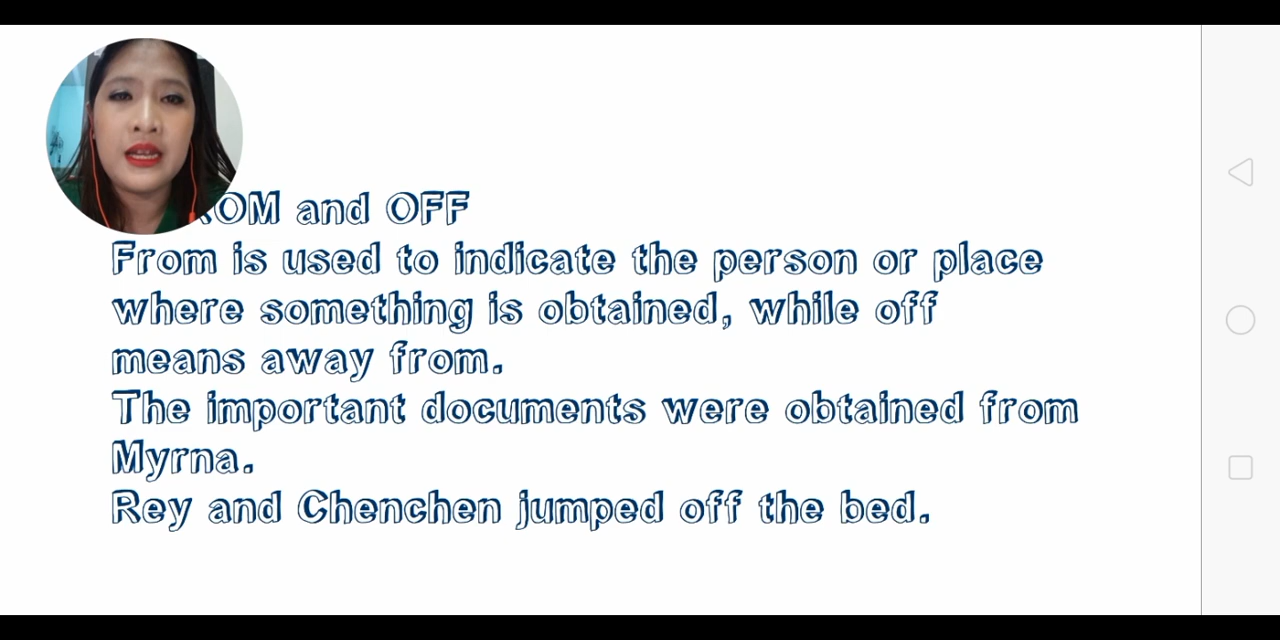 OM and OFF
From is used to indicate the person or place
where something is obtained, while off
means away from.
The important documents were obtained from
Myrna.
Rey and Chenchen jumped off the bed.